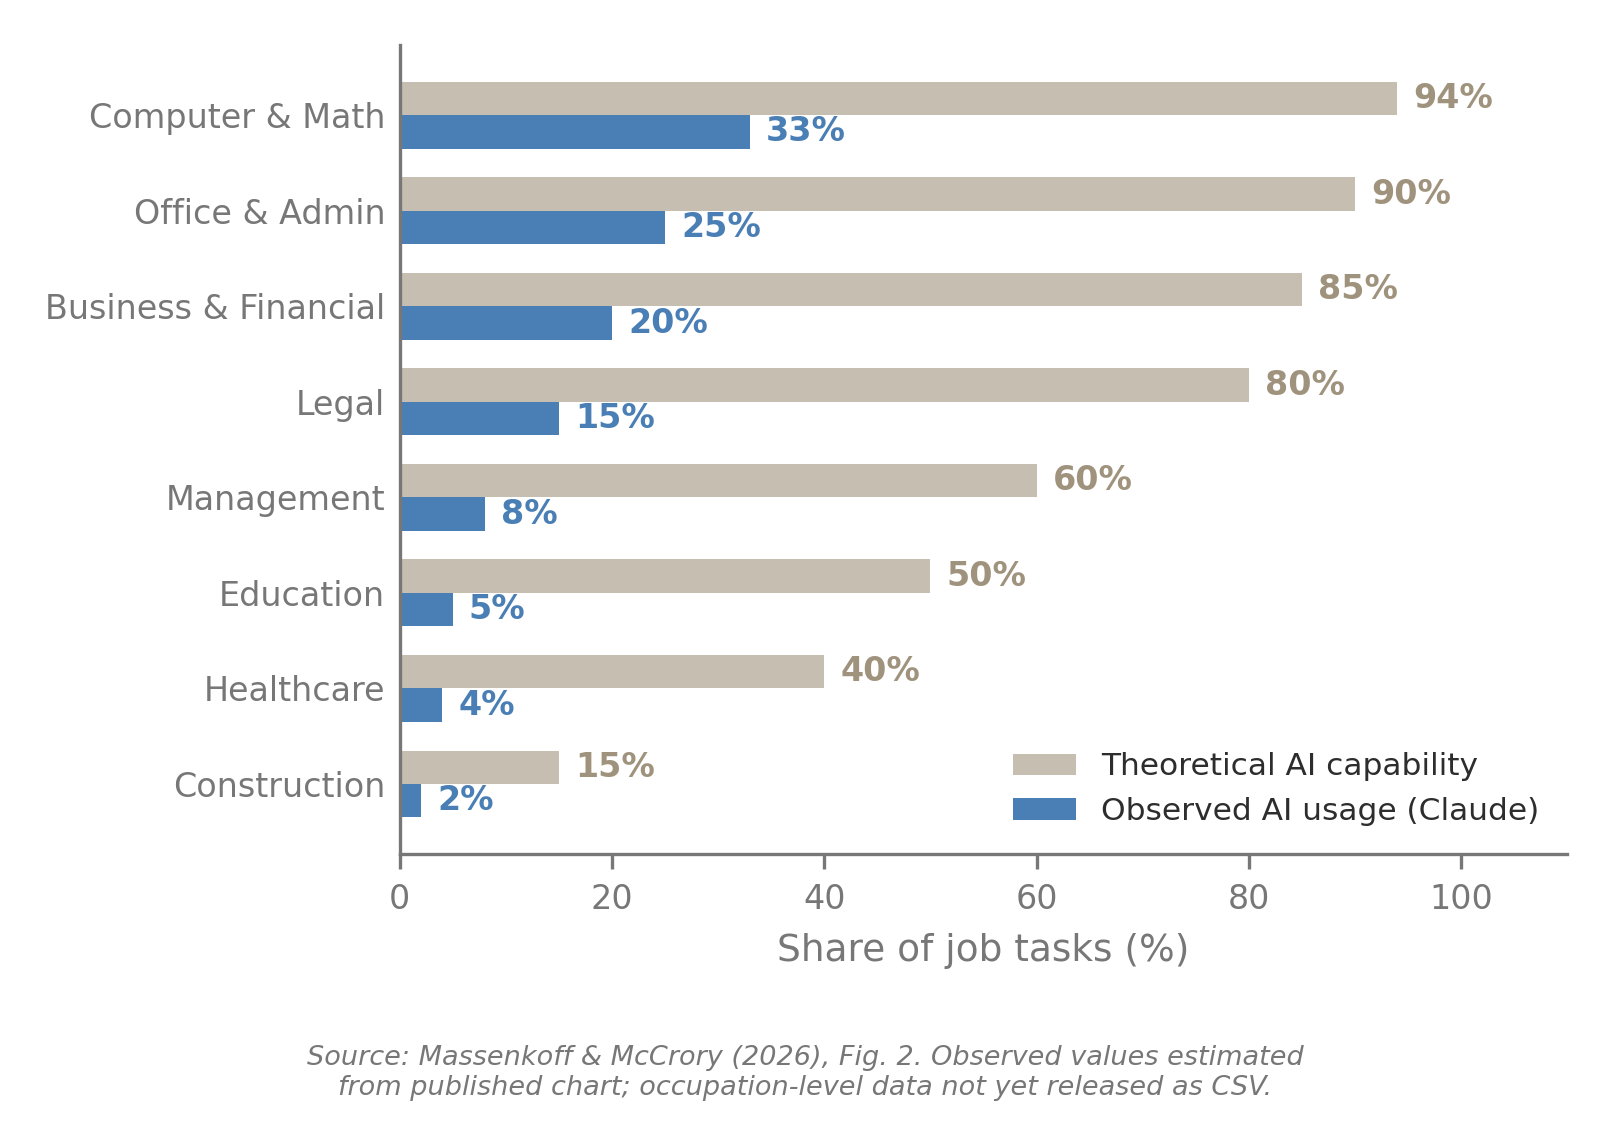 Computer & Math
94%
33%
Office & Admin
90%
25%
Business & Financial
85%
20%
Legal
80%
15%
Management
60%
8%
Education
50%
5%
Healthcare
40%
4%
Construction
15%
2%
Theoretical AI capability
Observed AI usage (Claude)
0 20 40 60 80 100
Share of job tasks (%)
Source: Massenkoff & McCrory (2026), Fig. 2. Observed values estimated
from published chart; occupation-level data not yet released as CSV.